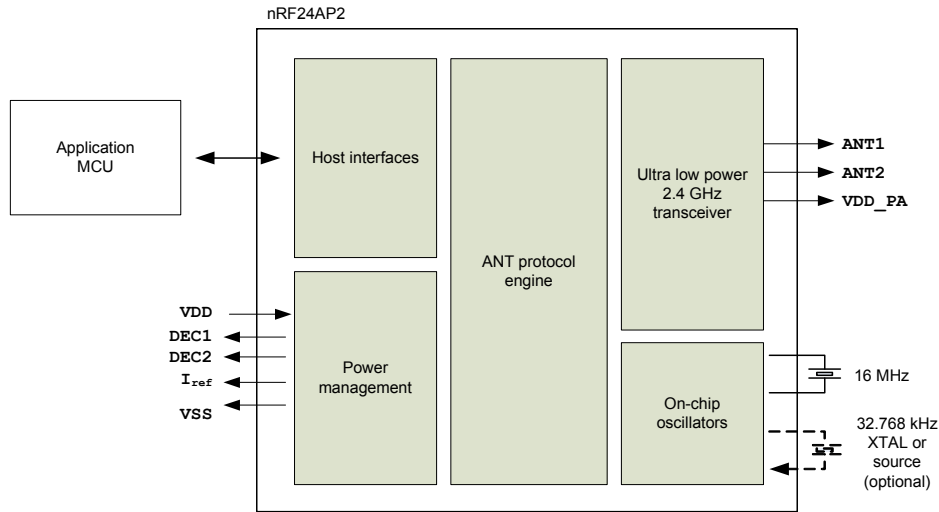 nRF24AP2
Application
MCU
Host interfaces
ANT protocol
engine
Ultra low power
2.4 GHz
transceiver
ANT1
ANT2
VDD_PA
VDD
DEC1
DEC2
Iref
VSS
Power
management
On-chip
oscillators
16 MHz
32.768 kHz
XTAL or
source
(optional)